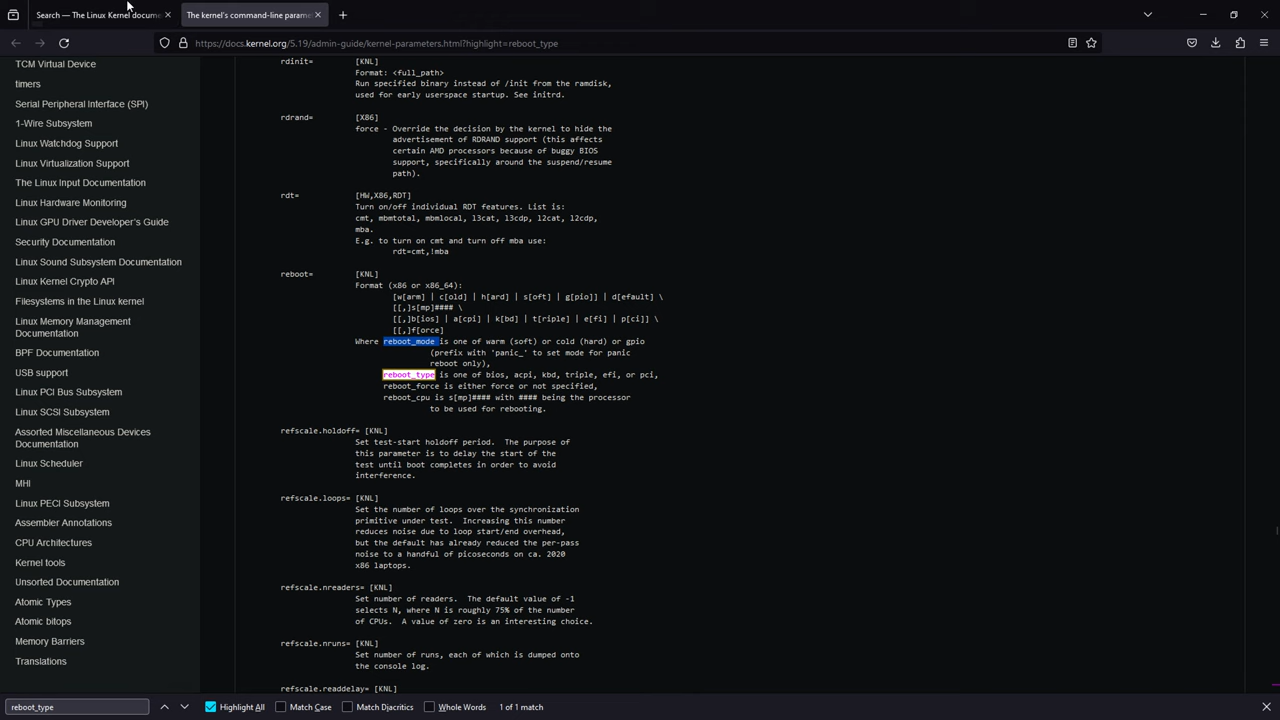 Search — The Linux Kernel docume
The kernel's command-line parame
https://docs.kernel.org/5.19/admin-guide/kernel-parameters.html?highlight=reboot_type
TCM Virtual Device
timers
Serial Peripheral Interface (SPI)
1-Wire Subsystem
Linux Watchdog Support
Linux Virtualization Support
The Linux Input Documentation
Linux Hardware Monitoring
Linux GPU Driver Developer's Guide
Security Documentation
Linux Sound Subsystem Documentation
Linux Kernel Crypto API
Filesystems in the Linux kernel
Linux Memory Management
Documentation
BPF Documentation
USB support
Linux PCI Bus Subsystem
Linux SCSI Subsystem
Assorted Miscellaneous Devices
Documentation
Linux Scheduler
MHI
Linux PECI Subsystem
Assembler Annotations
CPU Architectures
Kernel tools
Unsorted Documentation
Atomic Types
Atomic bitops
Memory Barriers
Translations
rdinit= [KNL]
Format: <full_path>
Run specified binary instead of /init from the ramdisk,
used for early userspace startup. See initrd.
rdrand= [X86]
force - Override the decision by the kernel to hide the
advertisement of RDRAND support (this affects
certain AMD processors because of buggy BIOS
support, specifically around the suspend/resume
path).
rdt= [HW,X86,RDT]
Turn on/off individual RDT features. List is:
cmt, mbmtotal, mbmlocal, l3cat, l3cdp, l2cat, l2cdp,
mba.
E.g. to turn on cmt and turn off mba use:
rdt=cmt,!mba
reboot= [KNL]
Format (x86 or x86_64):
[w[arm] | c[old] | h[ard] | s[oft] | g[pio]] | d[efault] \
[[,]s[mp]#### \
[[,]b[ios] | a[cpi] | k[bd] | t[riple] | e[fi] | p[ci]] \
[[,]f[orce]
Where reboot_mode is one of warm (soft) or cold (hard) or gpio
(prefix with 'panic_' to set mode for panic
reboot only),
reboot_type is one of bios, acpi, kbd, triple, efi, or pci,
reboot_force is either force or not specified,
reboot_cpu is s[mp]#### with #### being the processor
to be used for rebooting.
refscale.holdoff= [KNL]
Set test-start holdoff period. The purpose of
this parameter is to delay the start of the
test until boot completes in order to avoid
interference.
refscale.loops= [KNL]
Set the number of loops over the synchronization
primitive under test. Increasing this number
reduces noise due to loop start/end overhead,
but the default has already reduced the per-pass
noise to a handful of picoseconds on ca. 2020
x86 laptops.
refscale.nreaders= [KNL]
Set number of readers. The default value of -1
selects N, where N is roughly 75% of the number
of CPUs. A value of zero is an interesting choice.
refscale.nruns= [KNL]
Set number of runs, each of which is dumped onto
the console log.
refscale.readdelay= [KNL]
reboot_type
Highlight All
Match Case
Match Diacritics
Whole Words
1 of 1 match